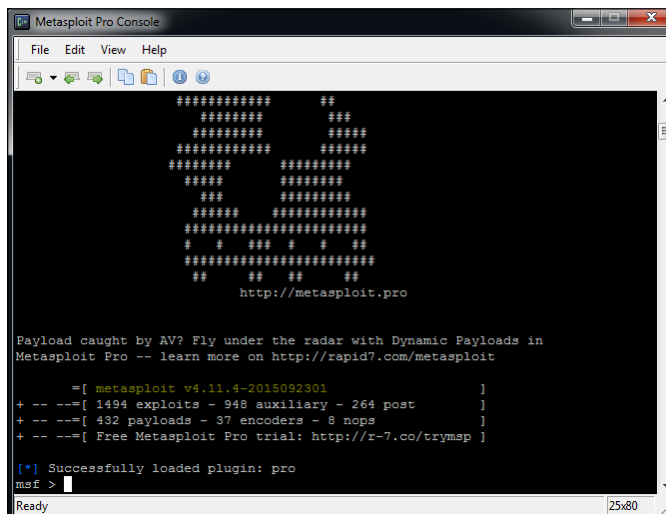 Metasploit Pro Console
File Edit View Help
############ ##
######## ###
######### #####
############ ######
######## #########
##### ########
### #########
###### ############
#######################
# # ### # # ##
########################
## ## ## ##
http://metasploit.pro
Payload caught by AV? Fly under the radar with Dynamic Payloads in
Metasploit Pro -- learn more on http://rapid7.com/metasploit
=[ metasploit v4.11.4-2015092301 ]
+ -- --=[ 1494 exploits - 948 auxiliary - 264 post ]
+ -- --=[ 432 payloads - 37 encoders - 8 nops ]
+ -- --=[ Free Metasploit Pro trial: http://r-7.co/trymsp ]
[*] Successfully loaded plugin: pro
msf >
Ready 25x80